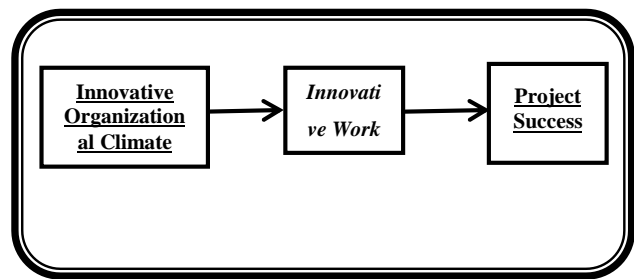 Innovative
Organization
al Climate
Innovati
ve Work
Project
Success